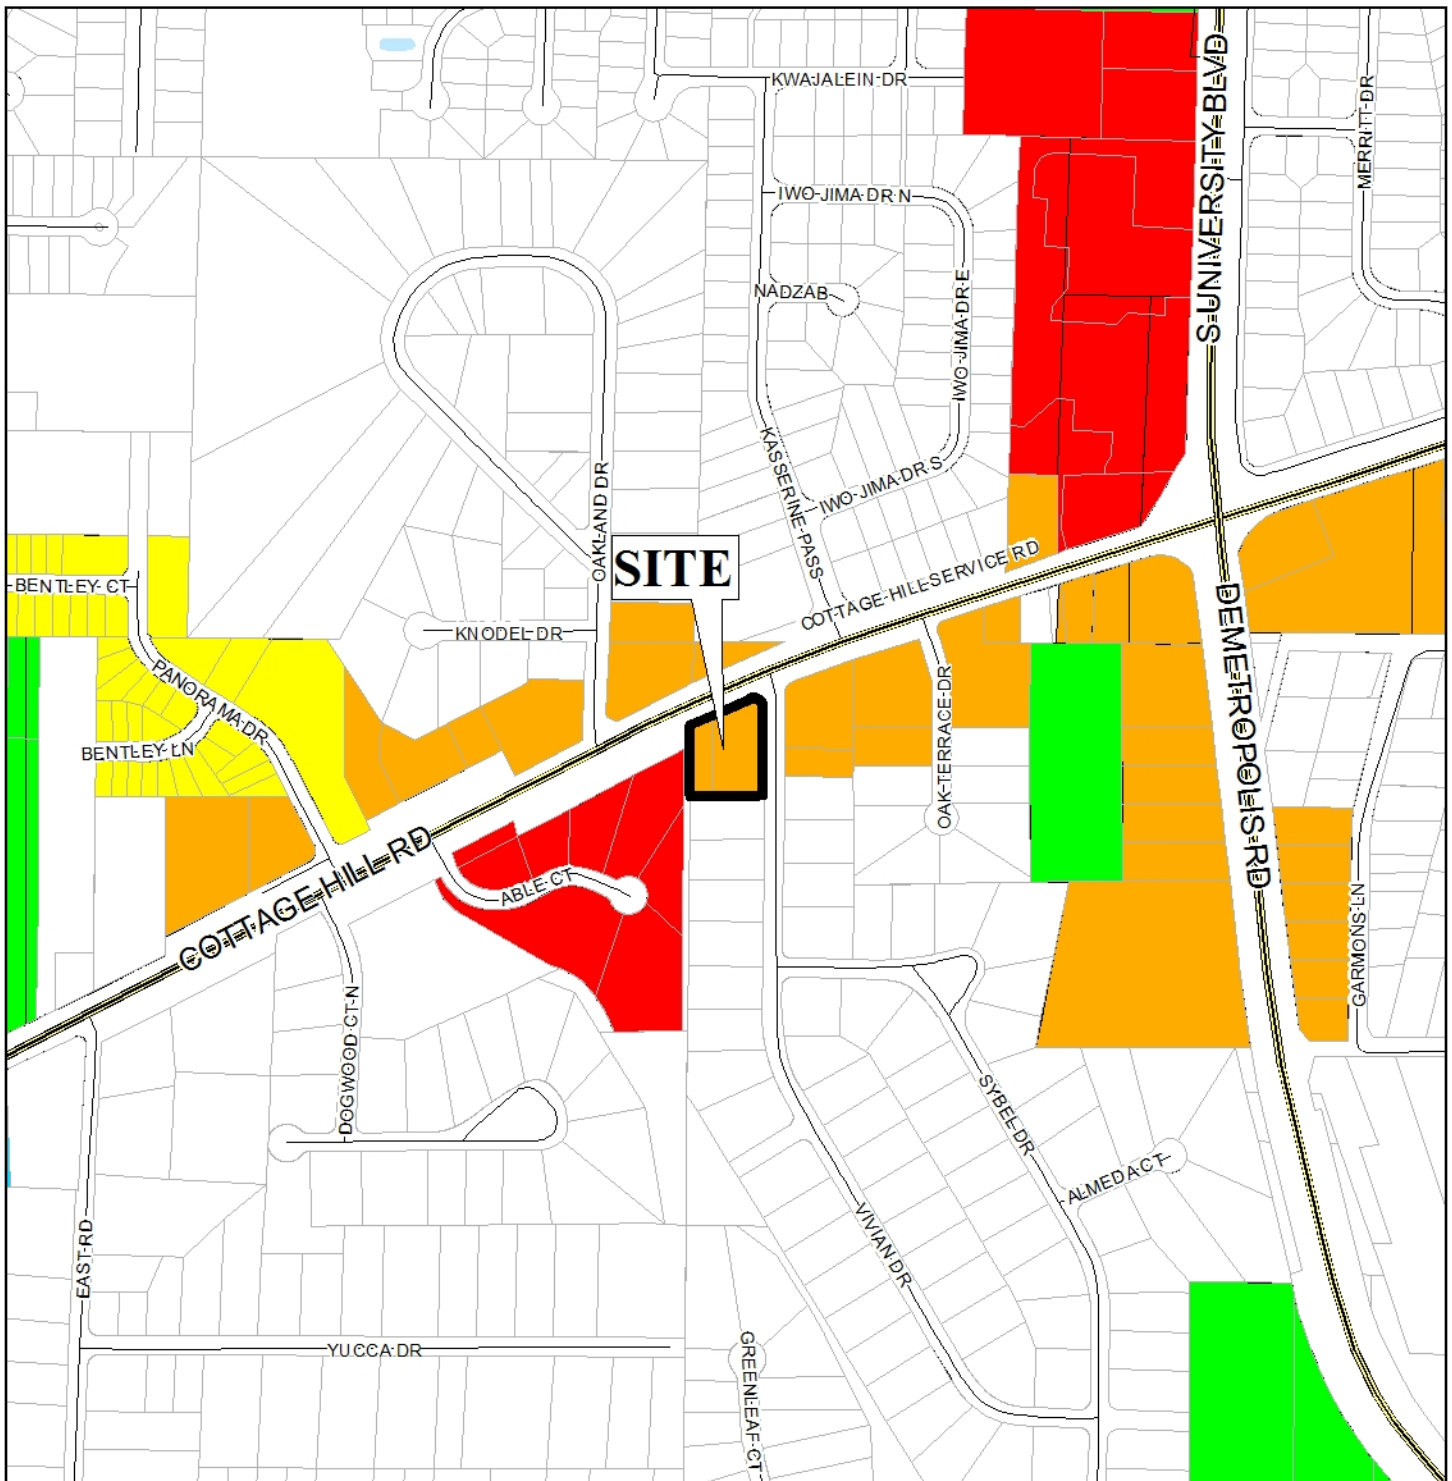 KWAJALEIN DR
S UNIVERSITY BLVD
MERRITT DR
IWO JIMA DR N
NADZAB
IWO JIMA DR E
KASSERINE PASS
IWO JIMA DR S
OAKLAND DR
SITE
COTTAGE HILL SERVICE RD
BENTLEY CT
KNODEL DR
PANORAMA DR
BENTLEY LN
OAK TERRACE DR
DEMETROPOLIS RD
COTTAGE HILL RD
ABLE CT
GARMONS LN
DOGWOOD CT N
SYBEL DR
ALMEDA CT
VIVIAN DR
EAST RD
YUCCA DR
GREENLEAF CT